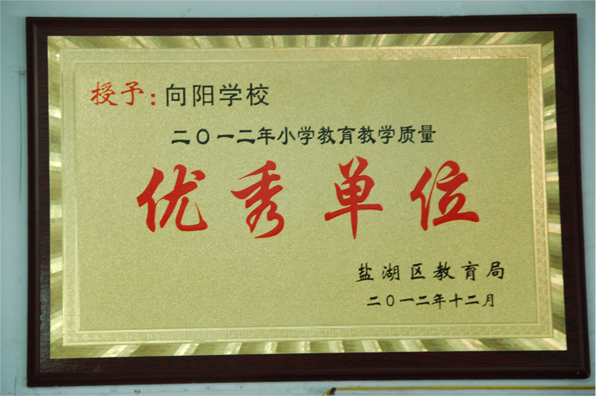 授予：向阳学校
二〇一二年小学教育教学质量
优秀单位
盐湖区教育局
二〇一二年十二月